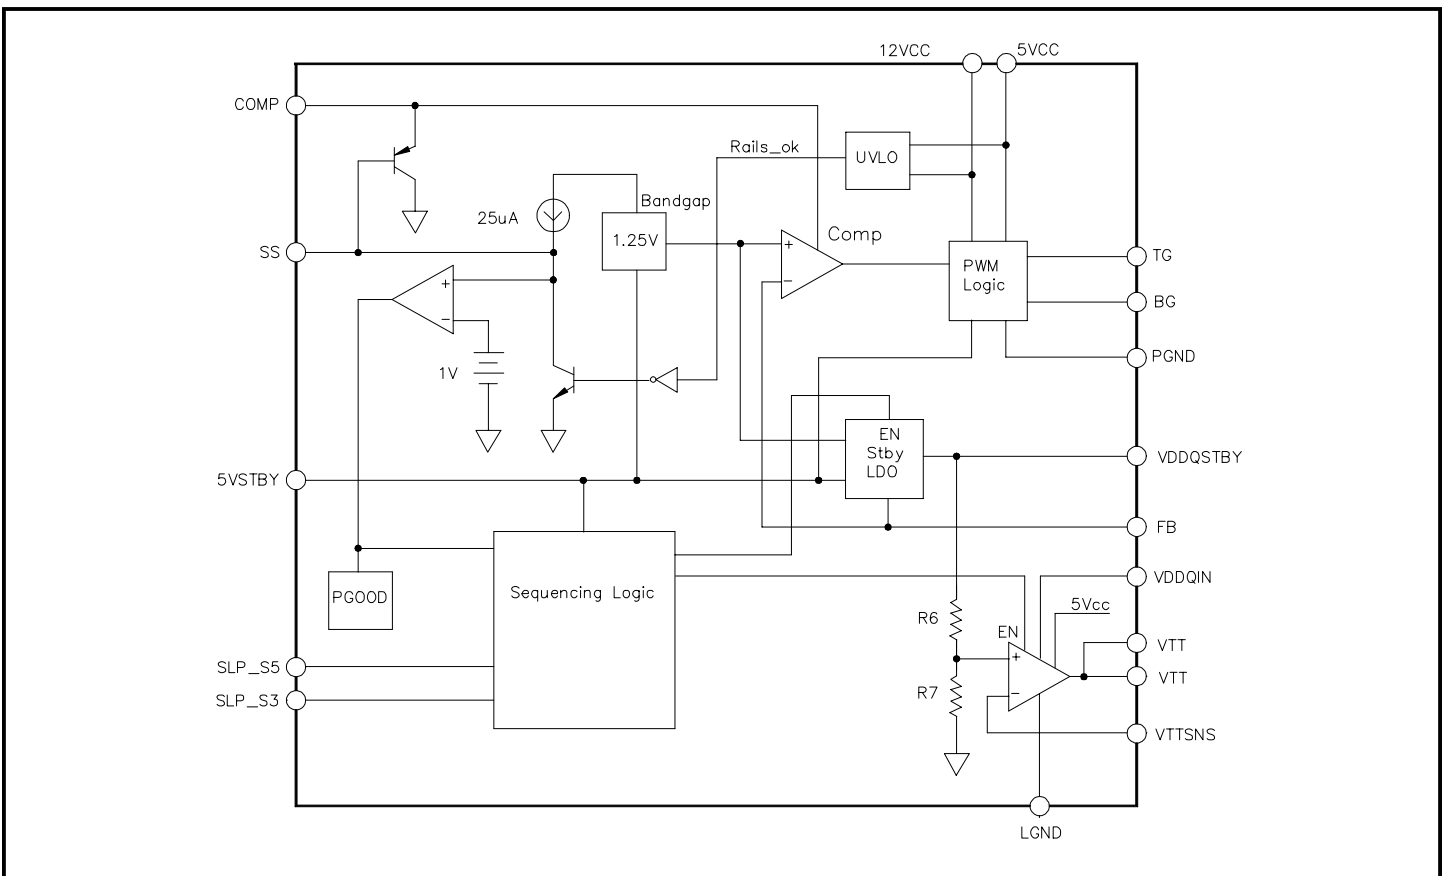 12VCC
5VCC
COMP
Rails_ok
UVLO
Bandgap
25uA
1.25V
+
Comp
SS
TG
PWM
Logic
+
−
BG
−
PGND
1V
EN
Stby
LDO
VDDQSTBY
5VSTBY
FB
VDDQIN
Sequencing Logic
PGOOD
5Vcc
R6
EN
VTT
+
SLP_S5
VTT
R7
−
SLP_S3
VTTSNS
LGND